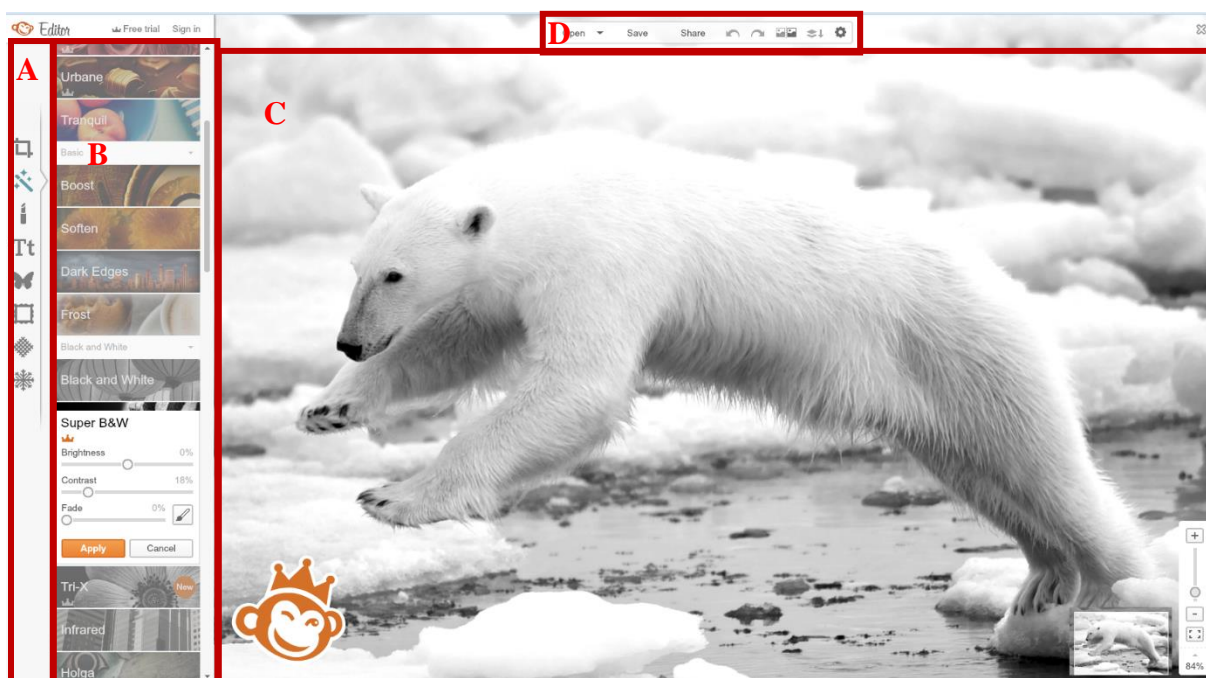 Editor Free trial Sign in
D pen Save Share
A
Urbane
Tranquil
C
Basic
B
Boost
Soften
Tt
Dark Edges
Frost
Black and White
Black and White
Super B&W
Brightness 0%
Contrast 18%
Fade 0%
Apply Cancel
Tri-X New
Infrared
Holga
84%